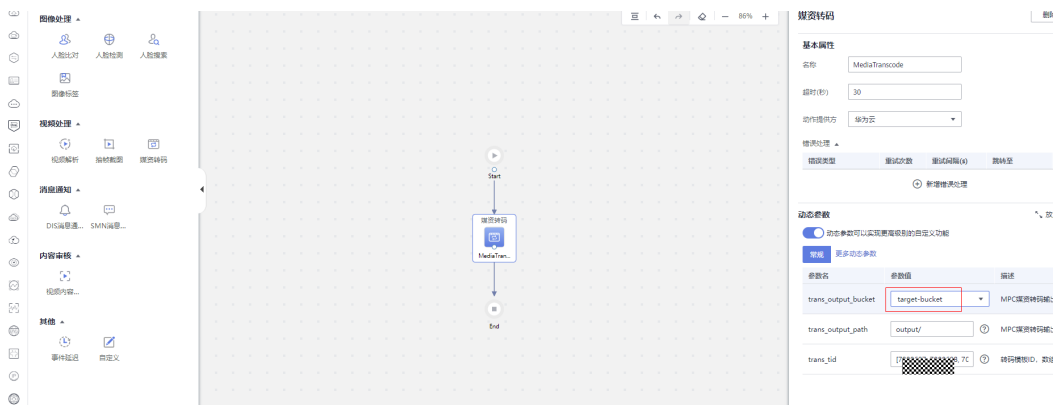 图像处理
人脸比对 人脸检测 人脸搜索
图像标签
视频处理
视频解析 抽帧截图 媒资转码
消息通知
DIS消息通... SMN消息...
内容审核
视频内容...
其他
事件延迟 自定义
86%
Start
媒资转码
MediaTran...
End
媒资转码
基本属性
名称 MediaTranscode
超时(秒) 30
动作提供方 华为云
错误处理
错误类型 重试次数 重试间隔(s) 跳转至
新增错误处理
动态参数 放
动态参数可以实现更高级别的自定义功能
常规 更多动态参数
参数名 参数值 描述
trans_output_bucket target-bucket MPC媒资转码输出
trans_output_path output/ MPC媒资转码输出
trans_tid 转码模板ID，数组